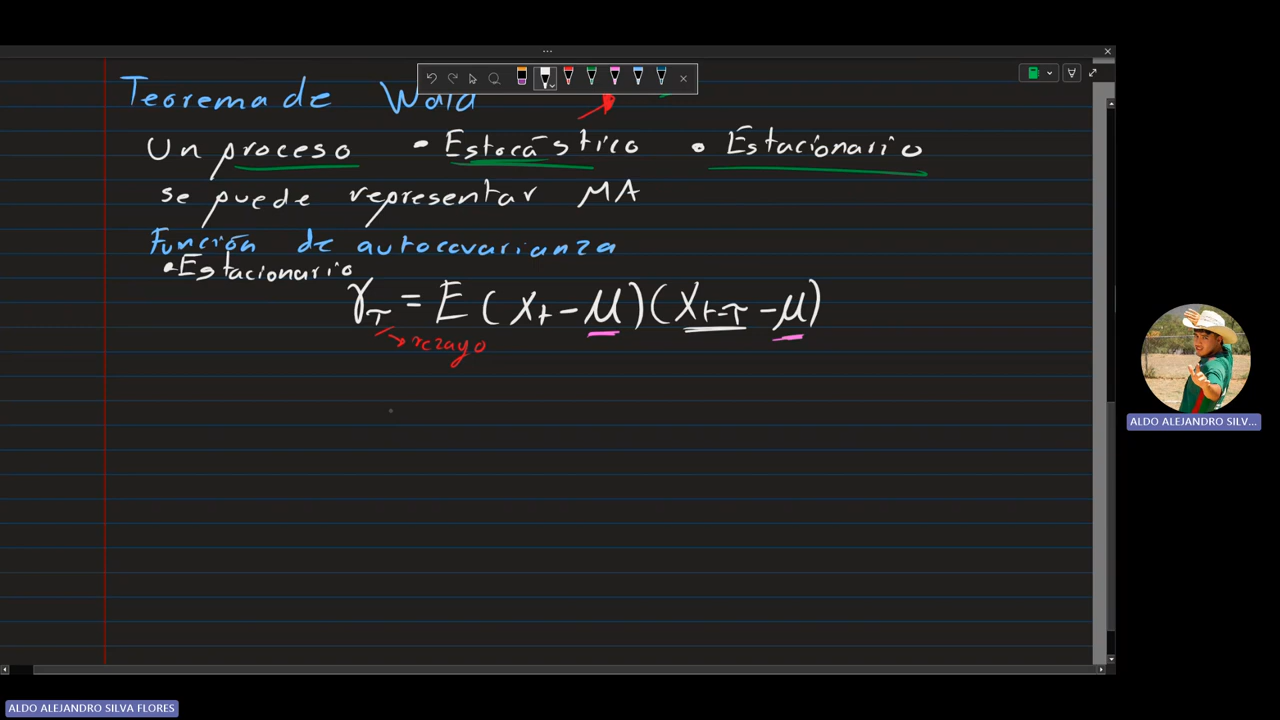 Teorema de Wold
Un proceso • Estocástico • Estacionario
se puede representar MA
Función de autocovarianza
• Estacionario
γτ = E (Xt - μ)(Xt-τ - μ)
→ rezago
ALDO ALEJANDRO SILV...
ALDO ALEJANDRO SILVA FLORES